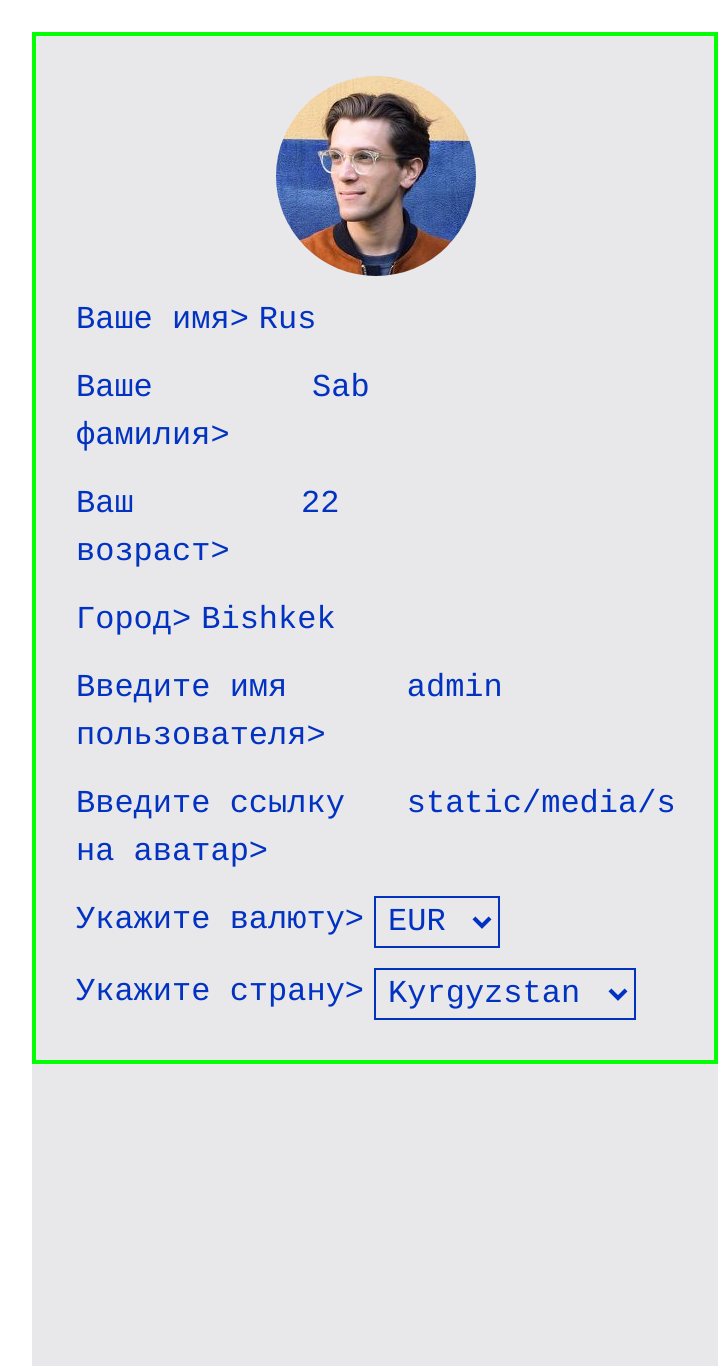 Ваше имя> Rus
Ваше Sab
фамилия>
Ваш 22
возраст>
Город> Bishkek
Введите имя admin
пользователя>
Введите ссылку static/media/s
на аватар>
Укажите валюту> EUR
Укажите страну> Kyrgyzstan